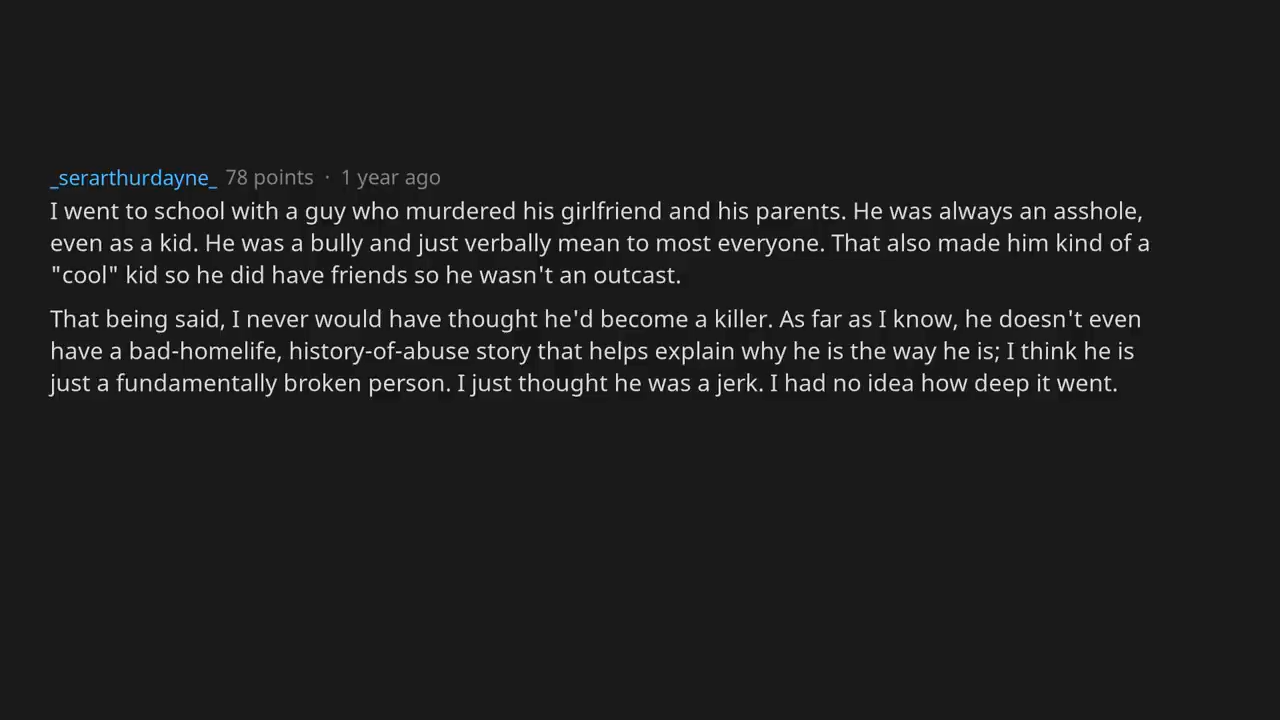 _serarthurdayne_ 78 points · 1 year ago
I went to school with a guy who murdered his girlfriend and his parents. He was always an asshole,
even as a kid. He was a bully and just verbally mean to most everyone. That also made him kind of a
"cool" kid so he did have friends so he wasn't an outcast.
That being said, I never would have thought he'd become a killer. As far as I know, he doesn't even
have a bad-homelife, history-of-abuse story that helps explain why he is the way he is; I think he is
just a fundamentally broken person. I just thought he was a jerk. I had no idea how deep it went.